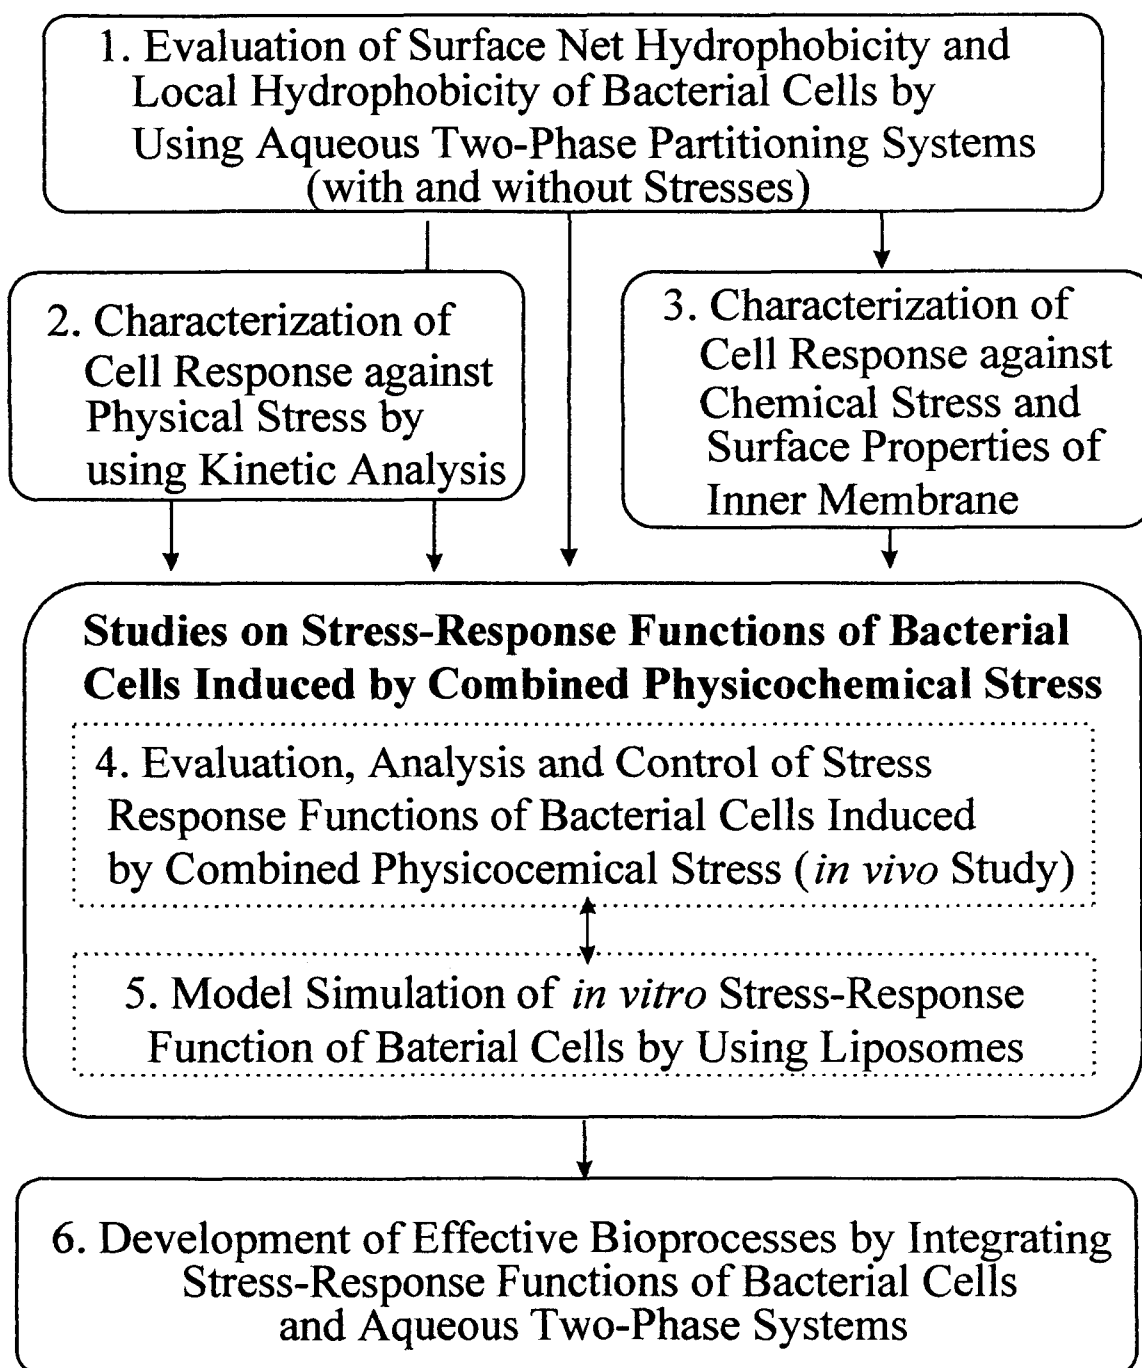 1. Evaluation of Surface Net Hydrophobicity and
Local Hydrophobicity of Bacterial Cells by
Using Aqueous Two-Phase Partitioning Systems
(with and without Stresses)
2. Characterization of
Cell Response against
Physical Stress by
using Kinetic Analysis
3. Characterization of
Cell Response against
Chemical Stress and
Surface Properties of
Inner Membrane
Studies on Stress-Response Functions of Bacterial
Cells Induced by Combined Physicochemical Stress
4. Evaluation, Analysis and Control of Stress
Response Functions of Bacterial Cells Induced
by Combined Physicocemical Stress (in vivo Study)
5. Model Simulation of in vitro Stress-Response
Function of Baterial Cells by Using Liposomes
6. Development of Effective Bioprocesses by Integrating
Stress-Response Functions of Bacterial Cells
and Aqueous Two-Phase Systems